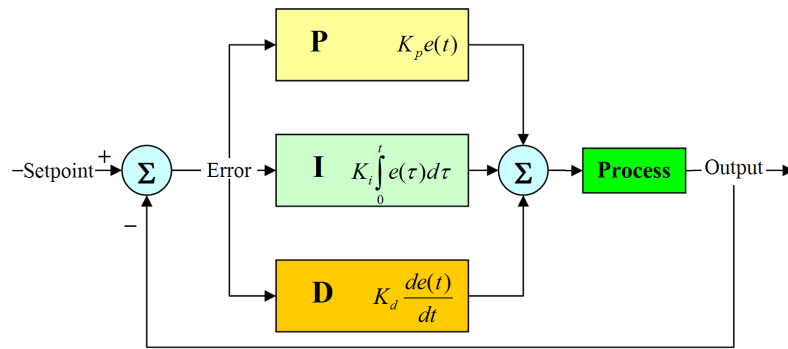 P K_p e(t)
–Setpoint
+
Σ
–
Error
I K_i ∫_0^t e(τ)dτ
Σ
Process
Output
D K_d de(t)/dt